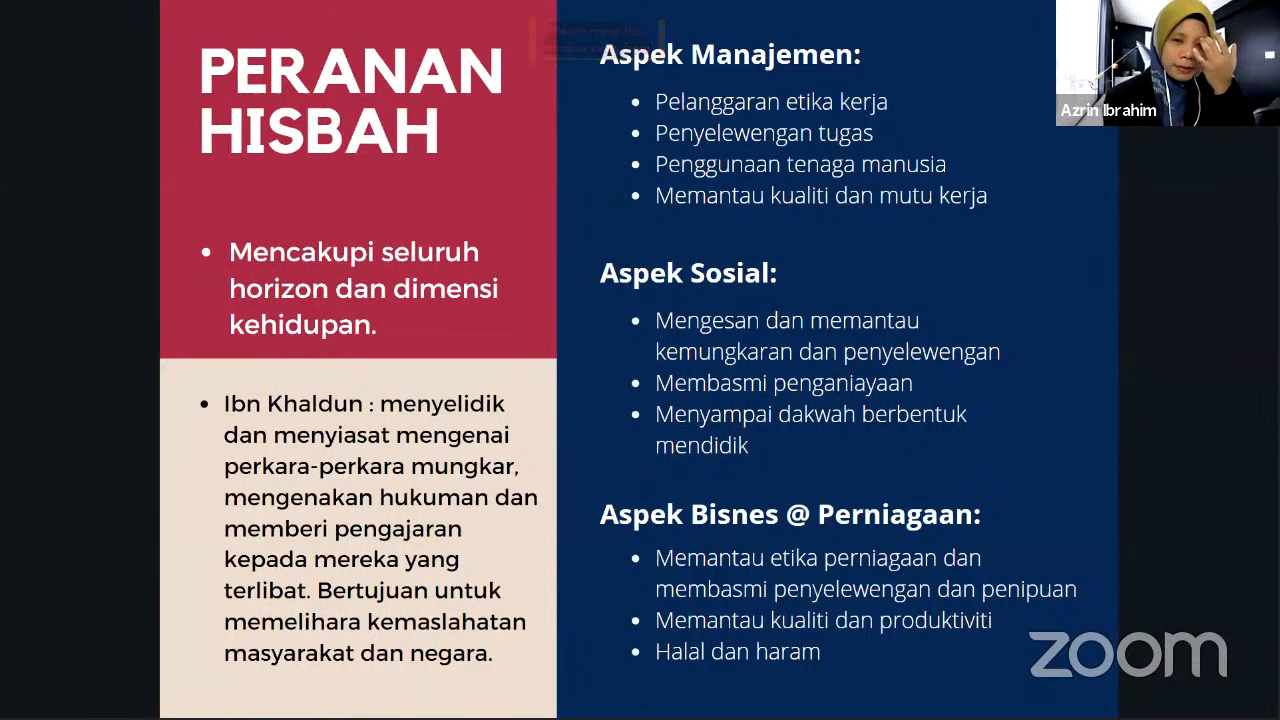 PERANAN
HISBAH
Mencakupi seluruh
horizon dan dimensi
kehidupan.
Ibn Khaldun : menyelidik
dan menyiasat mengenai
perkara-perkara mungkar,
mengenakan hukuman dan
memberi pengajaran
kepada mereka yang
terlibat. Bertujuan untuk
memelihara kemaslahatan
masyarakat dan negara.
Aspek Manajemen:
Pelanggaran etika kerja
Penyelewengan tugas
Penggunaan tenaga manusia
Memantau kualiti dan mutu kerja
Aspek Sosial:
Mengesan dan memantau
kemungkaran dan penyelewengan
Membasmi penganiayaan
Menyampai dakwah berbentuk
mendidik
Aspek Bisnes @ Perniagaan:
Memantau etika perniagaan dan
membasmi penyelewengan dan penipuan
Memantau kualiti dan produktiviti
Halal dan haram
Azrin Ibrahim
zoom